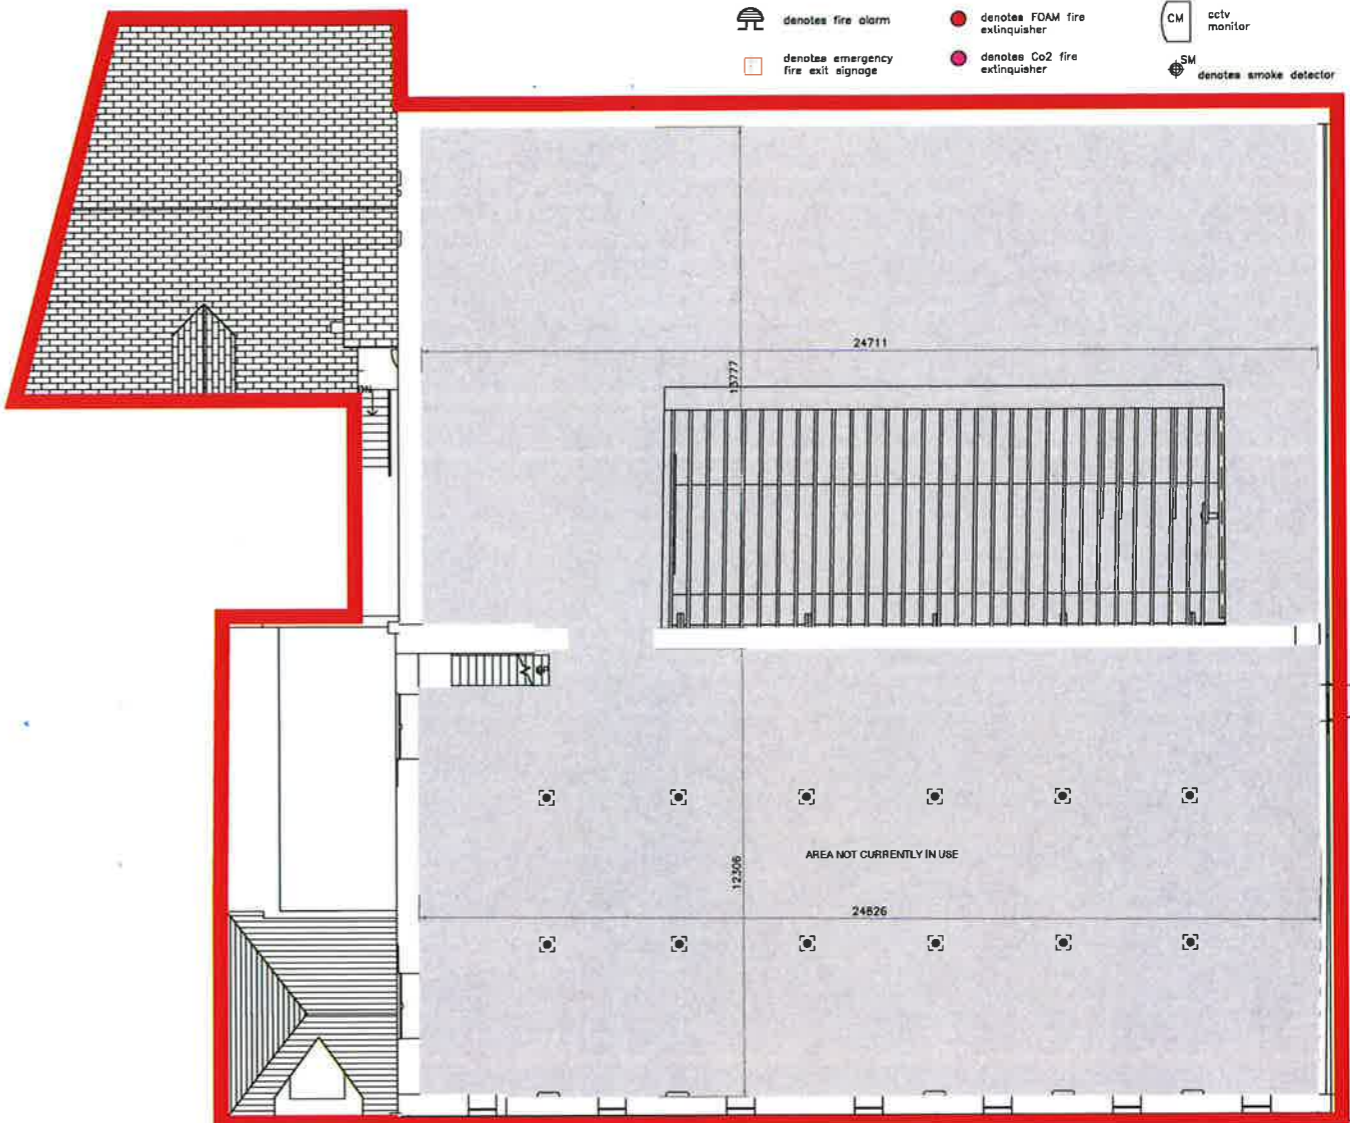 denotes fire alarm
denotes emergency
fire exit signage
denotes FOAM fire
extinquisher
denotes Co2 fire
extinquisher
CM
cctv
monitor
SM
denotes smoke detector
24711
13777
DN
12306
AREA NOT CURRENTLY IN USE
24826